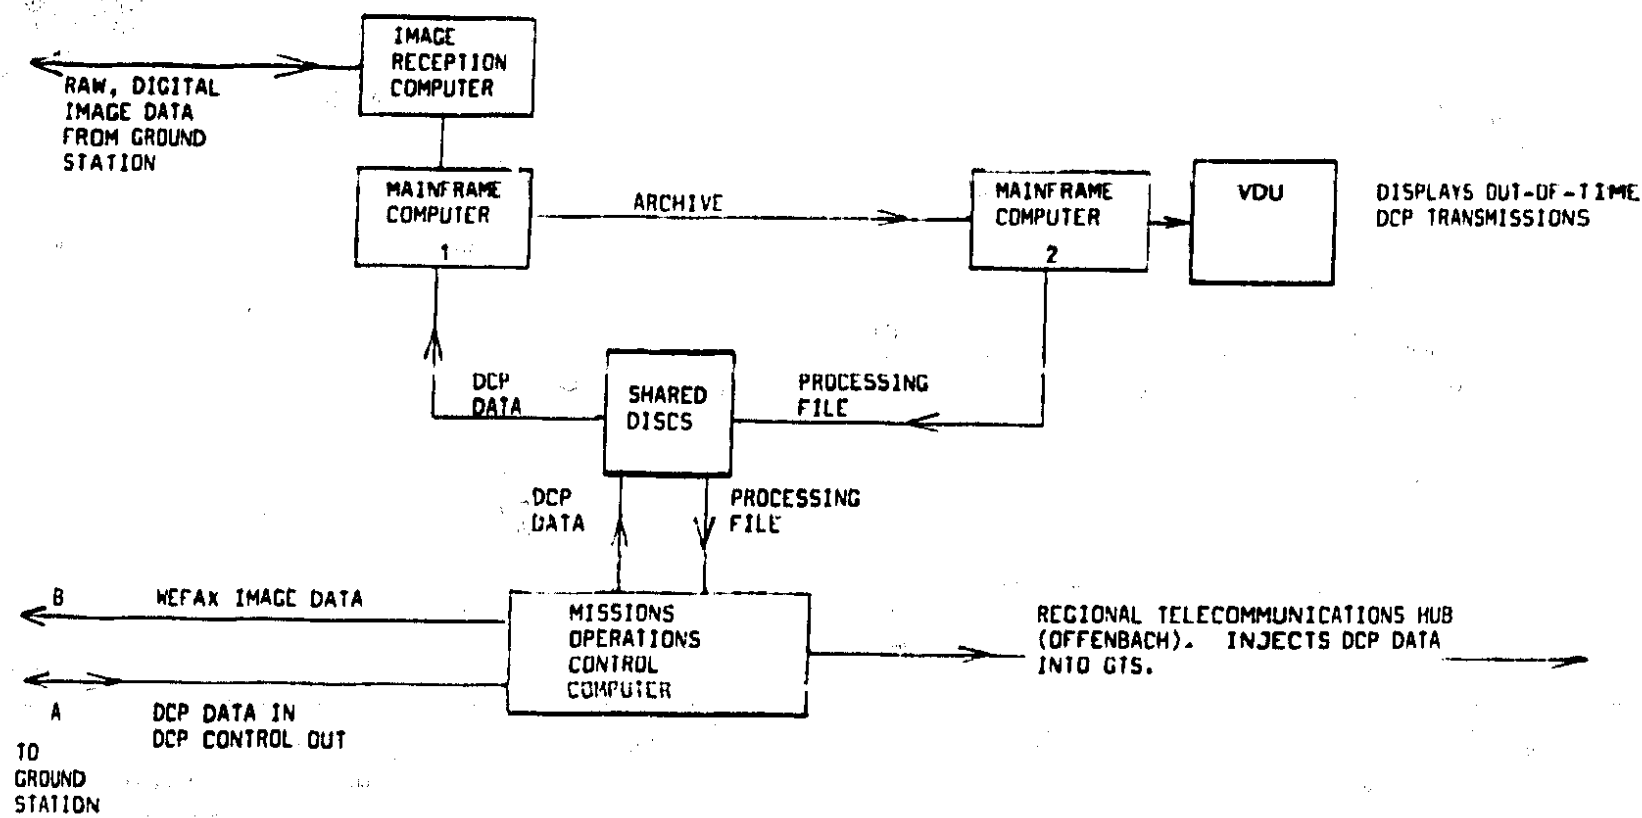 IMAGE
RECEPTION
COMPUTER
RAW, DIGITAL
IMAGE DATA
FROM GROUND
STATION
MAINFRAME
COMPUTER
1
ARCHIVE
MAINFRAME
COMPUTER
2
VDU
DISPLAYS OUT-OF-TIME
DCP TRANSMISSIONS
DCP
DATA
SHARED
DISCS
PROCESSING
FILE
DCP
DATA
PROCESSING
FILE
B
WEFAX IMAGE DATA
MISSIONS
OPERATIONS
CONTROL
COMPUTER
REGIONAL TELECOMMUNICATIONS HUB
(OFFENBACH). INJECTS DCP DATA
INTO GTS.
A
DCP DATA IN
DCP CONTROL OUT
TO
GROUND
STATION